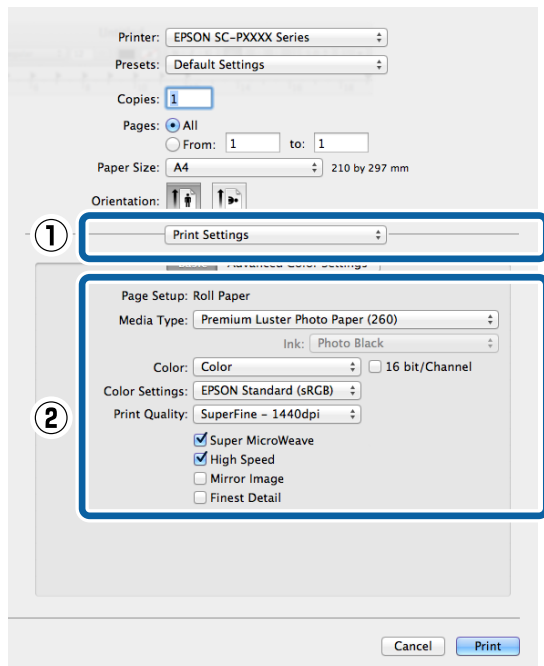 Printer: EPSON SC-PXXXX Series
Presets: Default Settings
Copies: 1
Pages: All
From: 1 to: 1
Paper Size: A4 210 by 297 mm
Orientation:
1 Print Settings
Advanced Color Settings
Page Setup: Roll Paper
Media Type: Premium Luster Photo Paper (260)
Ink: Photo Black
Color: Color 16 bit/Channel
Color Settings: EPSON Standard (sRGB)
2 Print Quality: SuperFine – 1440dpi
Super MicroWeave
High Speed
Mirror Image
Finest Detail
Cancel Print